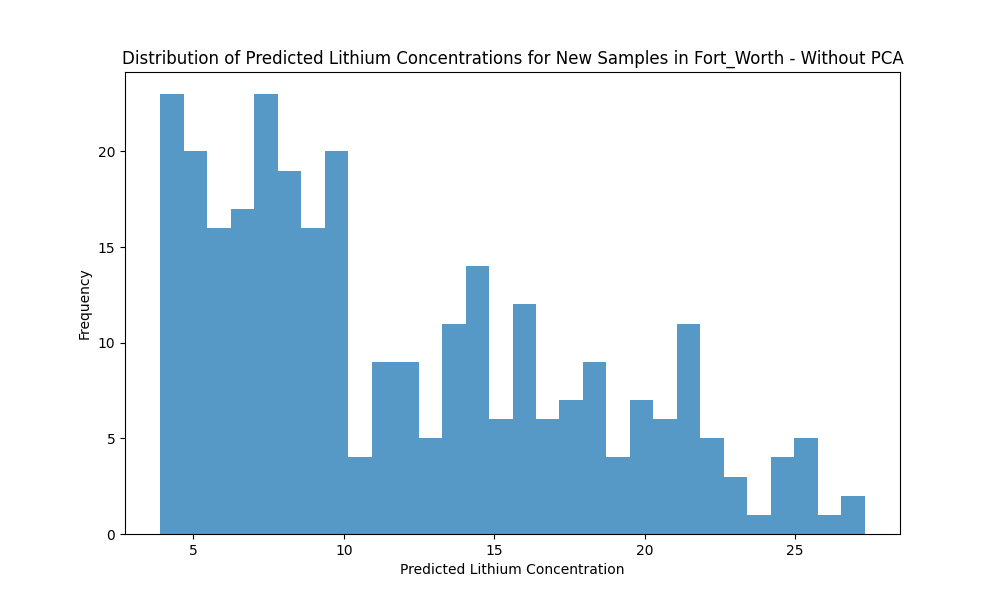 Distribution of Predicted Lithium Concentrations for New Samples in Fort_Worth - Without PCA
20
15
10
5
0
Frequency
5 10 15 20 25
Predicted Lithium Concentration